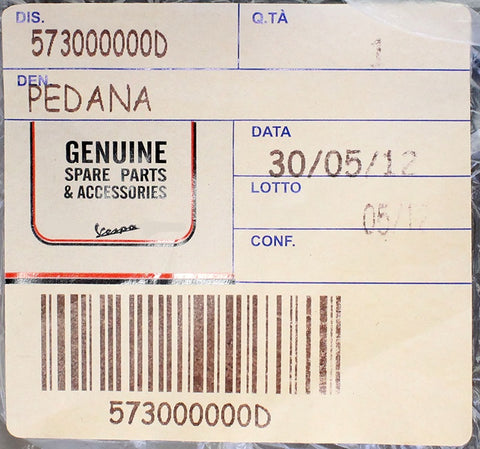 DIS.
573000000D
Q.TÀ
1
DEN.
PEDANA
GENUINE
SPARE PARTS
& ACCESSORIES
Vespa
DATA
30/05/12
LOTTO
05/12
CONF.
573000000D